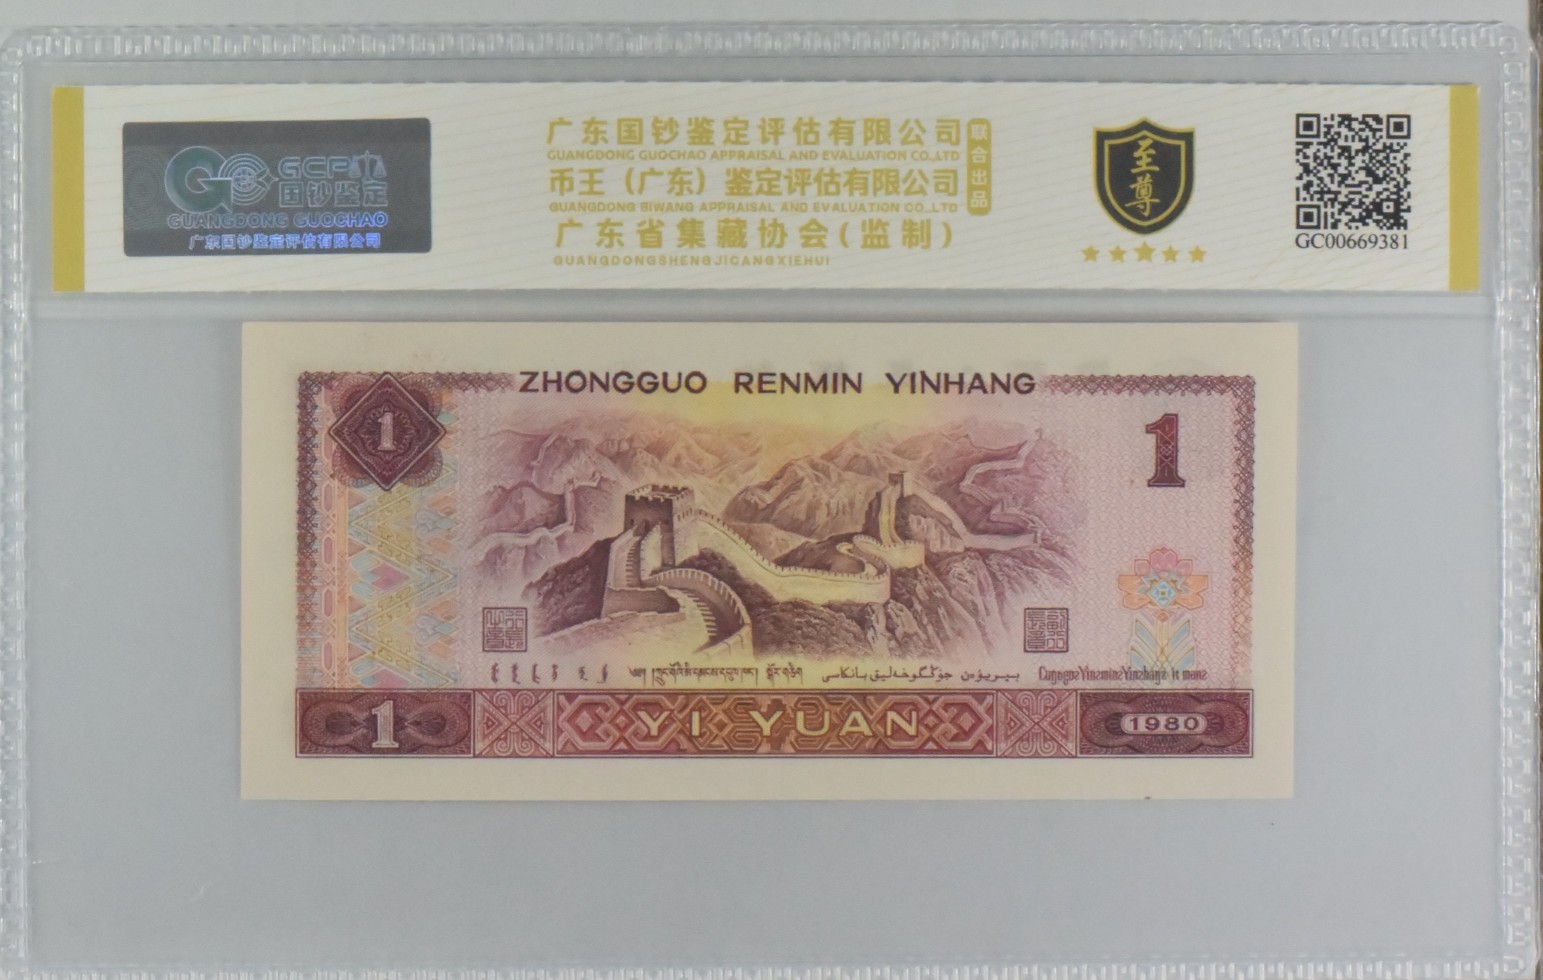 GCP
国钞鉴定
GUANGDONG GUOCHAO
广东国钞鉴定评估有限公司
广东国钞鉴定评估有限公司
GUANGDONG GUOCHAO APPRAISAL AND EVALUATION CO.,LTD
币王（广东）鉴定评估有限公司
GUANGDONG BIWANG APPRAISAL AND EVALUATION CO.,LTD
广东省集藏协会(监制)
GUANGDONGSHENGJICANGXIEHUI
联合出品
至尊
GC00669381
ZHONGGUO RENMIN YINHANG
1
1
1
YI YUAN
1980